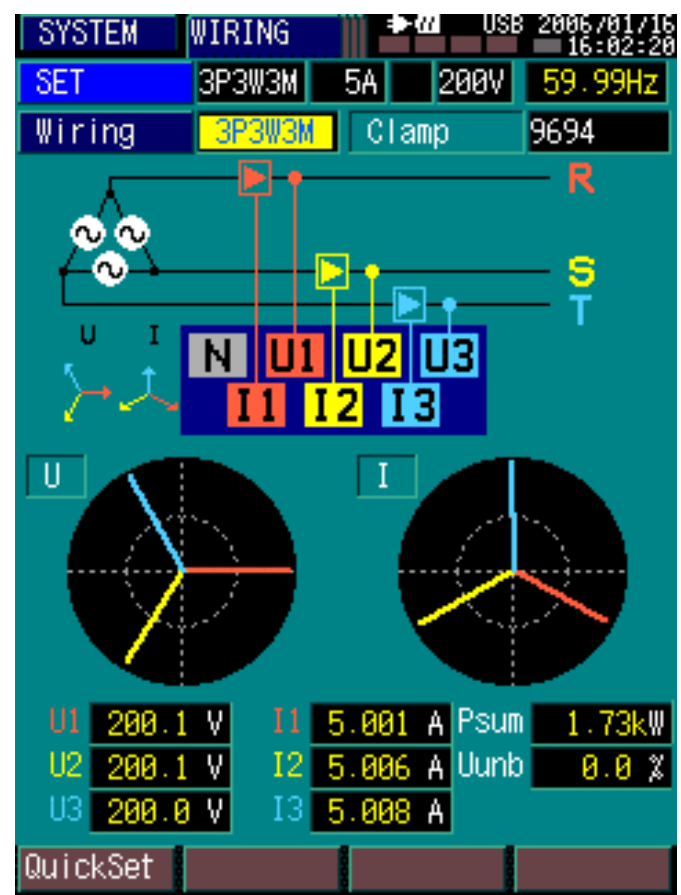 SYSTEM WIRING USB 2006/01/16
16:02:20
SET 3P3W3M 5A 200V 59.99Hz
Wiring 3P3W3M Clamp 9694
R
S
T
U I
N U1 U2 U3
I1 I2 I3
U I
U1 200.1 V I1 5.001 A Psum 1.73kW
U2 200.1 V I2 5.006 A Uunb 0.0 %
U3 200.0 V I3 5.008 A
QuickSet